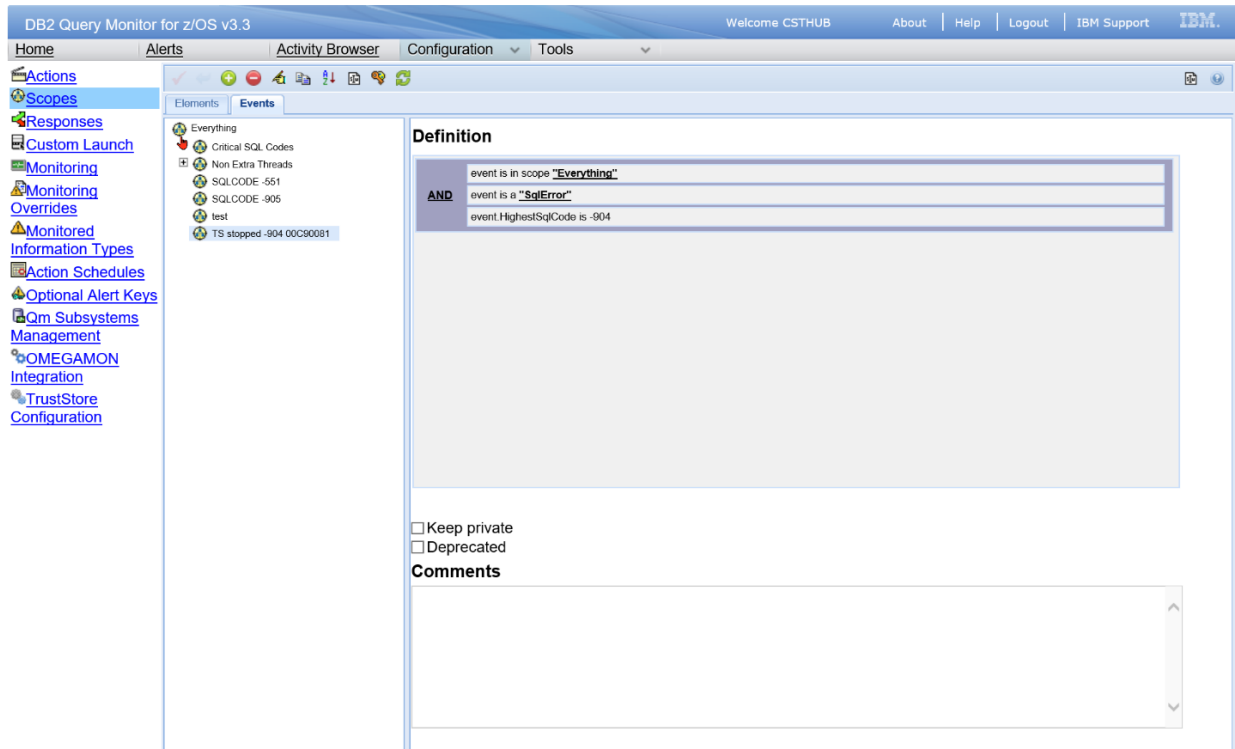 DB2 Query Monitor for z/OS v3.3
Welcome CSTHUB About Help Logout IBM Support IBM.
Home Alerts Activity Browser Configuration Tools
Actions
Scopes
Responses
Custom Launch
Monitoring
Monitoring
Overrides
Monitored
Information Types
Action Schedules
Optional Alert Keys
Qm Subsystems
Management
OMEGAMON
Integration
TrustStore
Configuration
Elements Events
Everything
Critical SQL Codes
Non Extra Threads
SQLCODE -551
SQLCODE -905
test
TS stopped -904 00C90081
Definition
AND
event is in scope "Everything"
event is a "SqlError"
event.HighestSqlCode is -904
Keep private
Deprecated
Comments